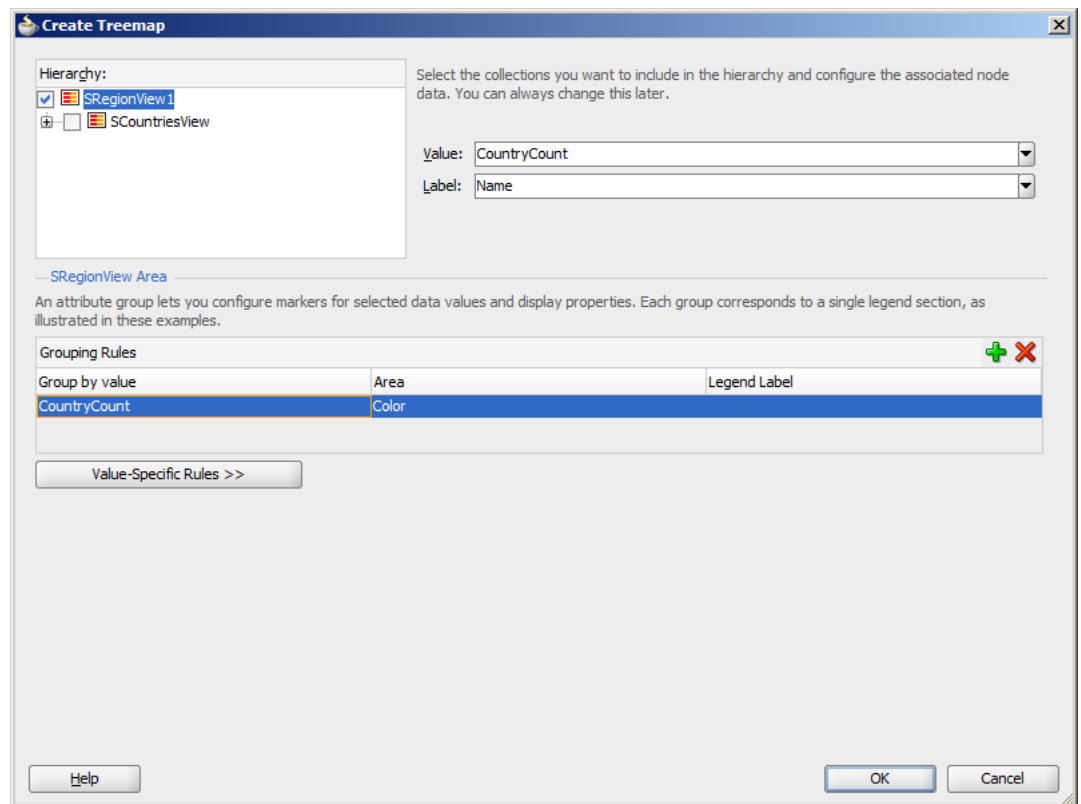 Create Treemap
Hierarchy:
SRegionView1
SCountriesView
Select the collections you want to include in the hierarchy and configure the associated node
data. You can always change this later.
Value: CountryCount
Label: Name
SRegionView Area
An attribute group lets you configure markers for selected data values and display properties. Each group corresponds to a single legend section, as
illustrated in these examples.
Grouping Rules
Group by value Area Legend Label
CountryCount Color
Value-Specific Rules >>
Help OK Cancel